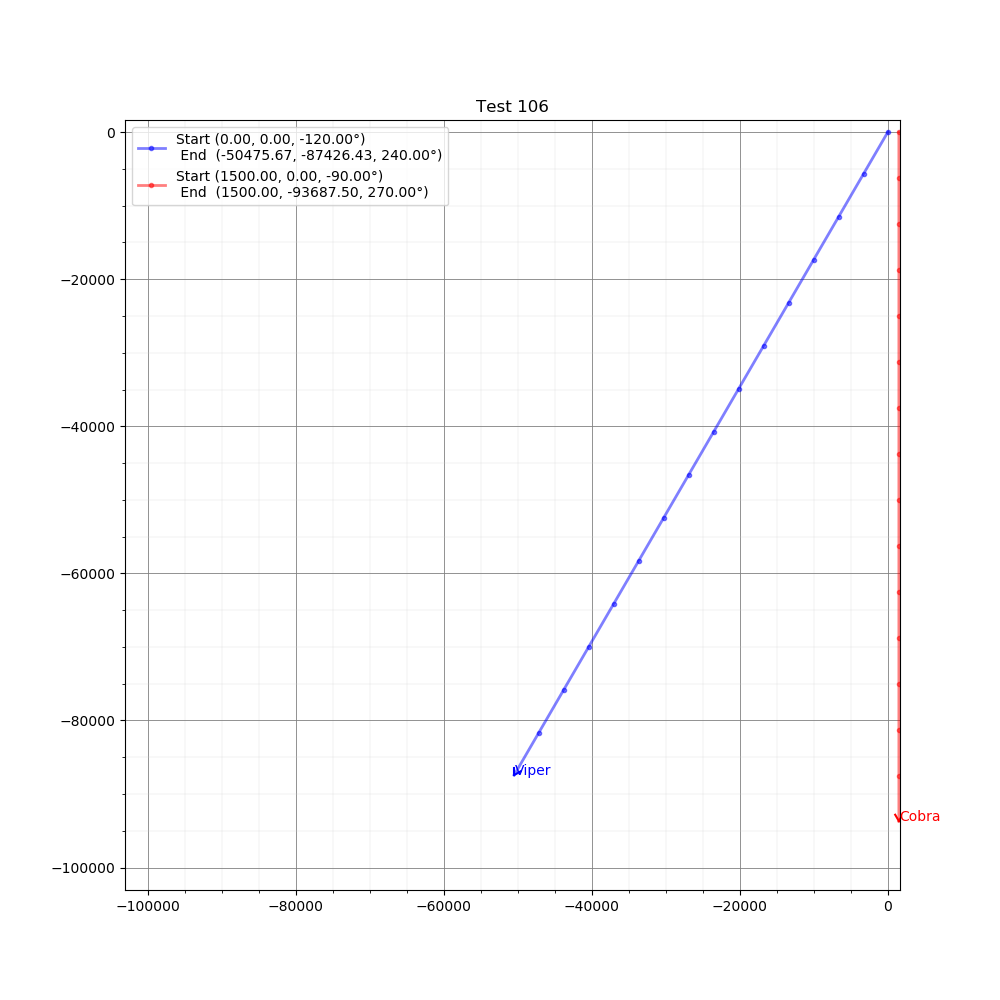 Test 106
Start (0.00, 0.00, -120.00°)
End (-50475.67, -87426.43, 240.00°)
Start (1500.00, 0.00, -90.00°)
End (1500.00, -93687.50, 270.00°)
0
−20000
−40000
−60000
−80000
−100000
Viper
Cobra
−100000
−80000
−60000
−40000
−20000
0